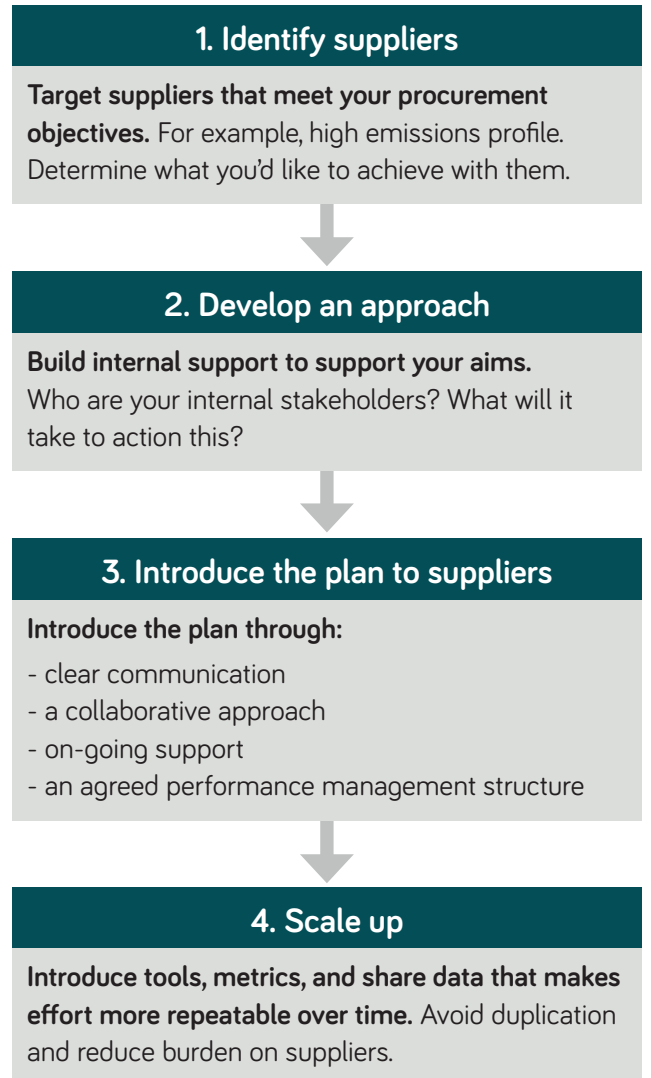 1. Identify suppliers
Target suppliers that meet your procurement
objectives. For example, high emissions profile.
Determine what you’d like to achieve with them.
2. Develop an approach
Build internal support to support your aims.
Who are your internal stakeholders? What will it
take to action this?
3. Introduce the plan to suppliers
Introduce the plan through:
- clear communication
- a collaborative approach
- on-going support
- an agreed performance management structure
4. Scale up
Introduce tools, metrics, and share data that makes
effort more repeatable over time. Avoid duplication
and reduce burden on suppliers.